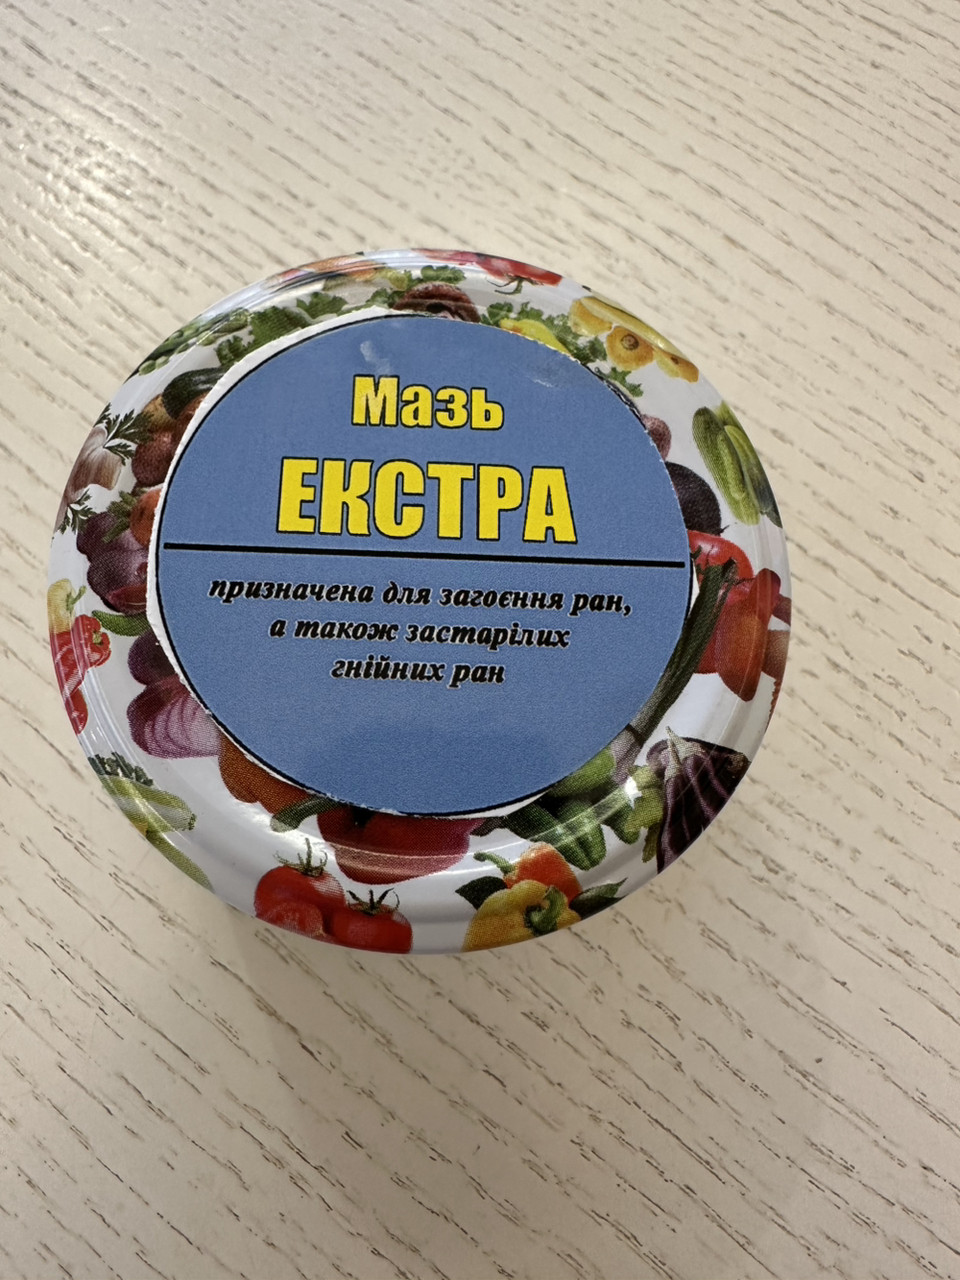 Мазь
ЕКСТРА
призначена для загоєння ран,
а також застарілих
гнійних ран